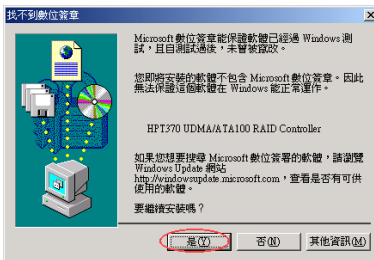 找不到數位簽章
Microsoft 數位簽章能保證軟體已經過 Windows 測
試，且自測試過後，未曾被竄改。
您即將安裝的軟體不包含 Microsoft 數位簽章。因此
無法保證這個軟體在 Windows 能正常運作。
HPT370 UDMA/ATA100 RAID Controller
如果您想要搜尋 Microsoft 數位簽署的軟體，請瀏覽
Windows Update 網站
http://windowsupdate.microsoft.com，查看是否有可供
使用的軟體。
要繼續安裝嗎？
是(Y) 否(N) 其他資訊(M)